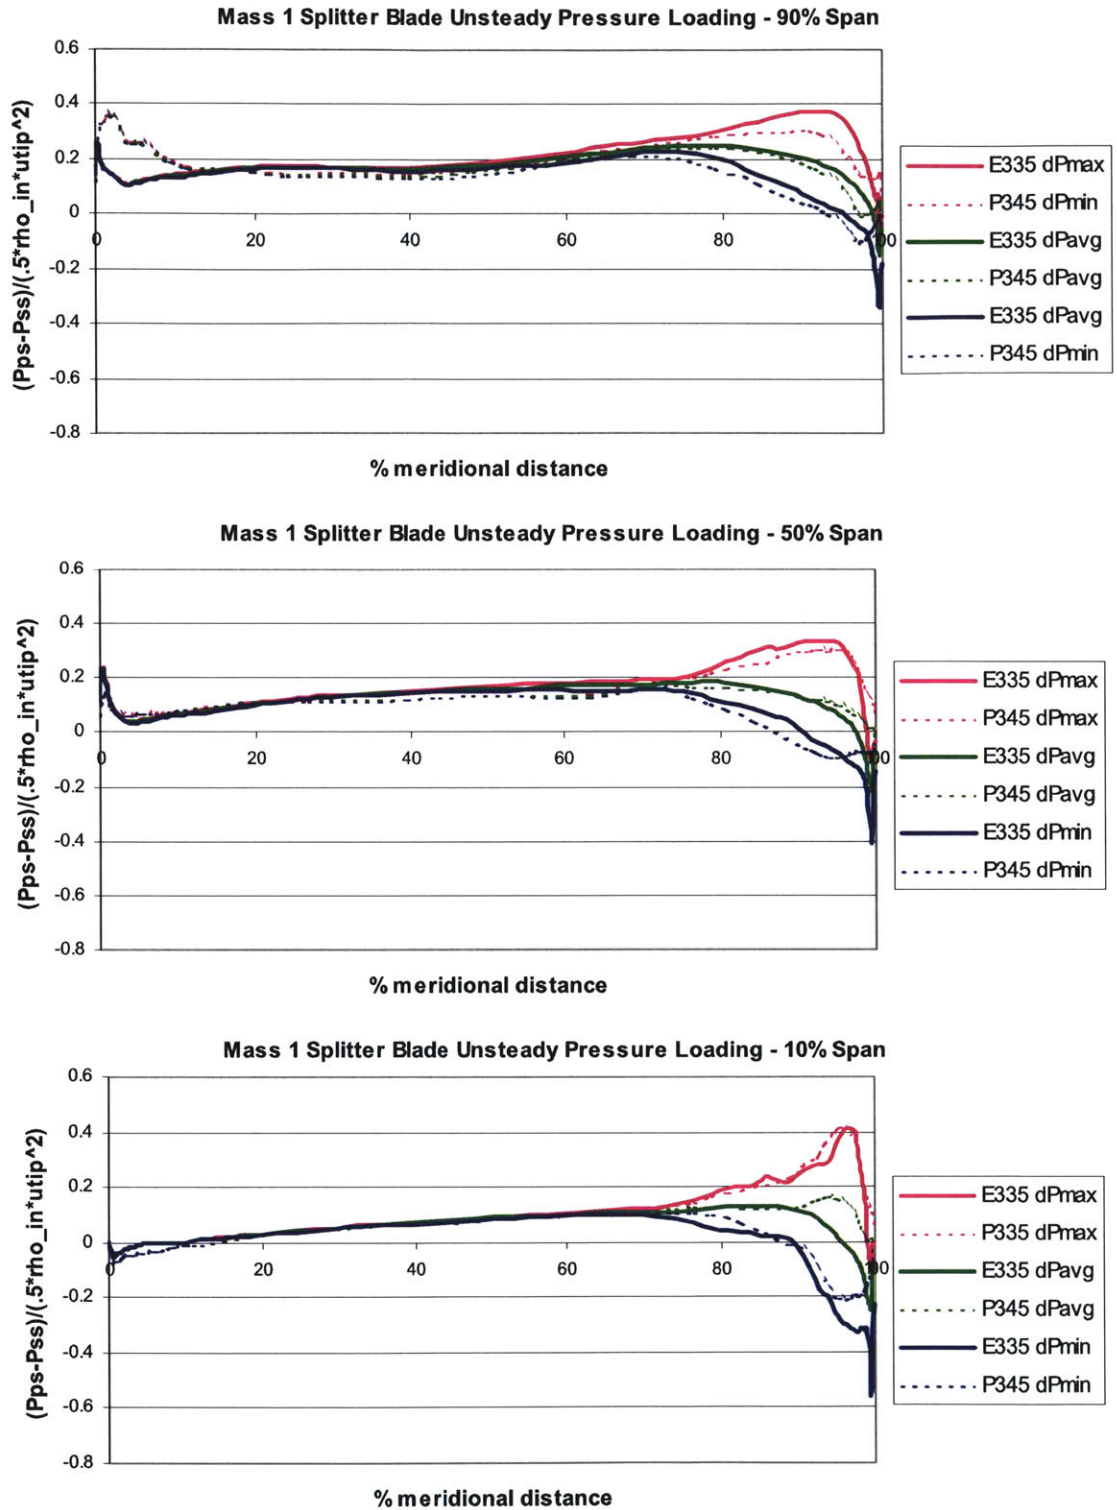 Mass 1 Splitter Blade Unsteady Pressure Loading - 90% Span
0.6
0.4
0.2
0
-0.2
-0.4
-0.6
-0.8
(Pps-Pss)/(.5*rho_in*utip^2)
0 20 40 60 80 00
% meridional distance
E335 dPmax
P345 dPmin
E335 dPavg
P345 dPavg
E335 dPavg
P345 dPmin
Mass 1 Splitter Blade Unsteady Pressure Loading - 50% Span
0.6
0.4
0.2
0
-0.2
-0.4
-0.6
-0.8
(Pps-Pss)/(.5*rho_in*utip^2)
0 20 40 60 80 00
% meridional distance
E335 dPmax
P345 dPmax
E335 dPavg
P345 dPavg
E335 dPmin
P345 dPmin
Mass 1 Splitter Blade Unsteady Pressure Loading - 10% Span
0.6
0.4
0.2
0
-0.2
-0.4
-0.6
-0.8
(Pps-Pss)/(.5*rho_in*utip^2)
0 20 40 60 80 00
% meridional distance
E335 dPmax
P335 dPmax
E335 dPavg
P345 dPavg
E335 dPmin
P345 dPmin